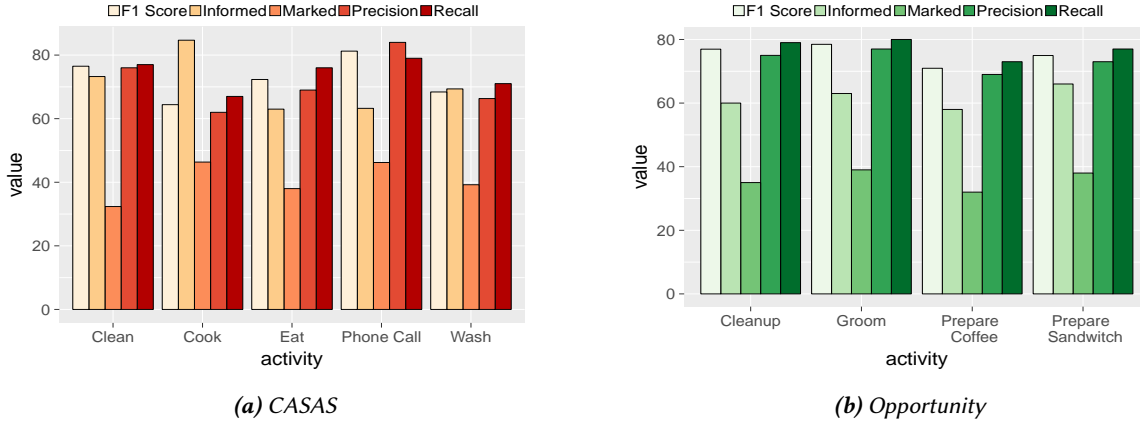 F1 Score Informed Marked Precision Recall
80
60
40
20
0
value
Clean Cook Eat Phone Call Wash
activity
(a) CASAS
F1 Score Informed Marked Precision Recall
80
60
40
20
0
value
Cleanup Groom Prepare Coffee Prepare Sandwitch
activity
(b) Opportunity